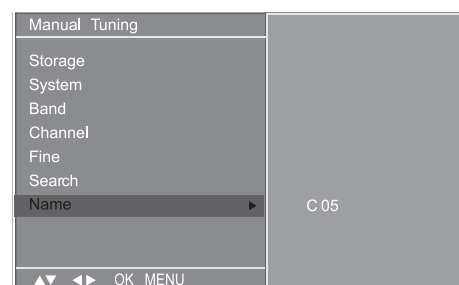 Manual Tuning
Storage
System
Band
Channel
Fine
Search
Name ▶ C 05
▲▼ ◀▶ OK MENU